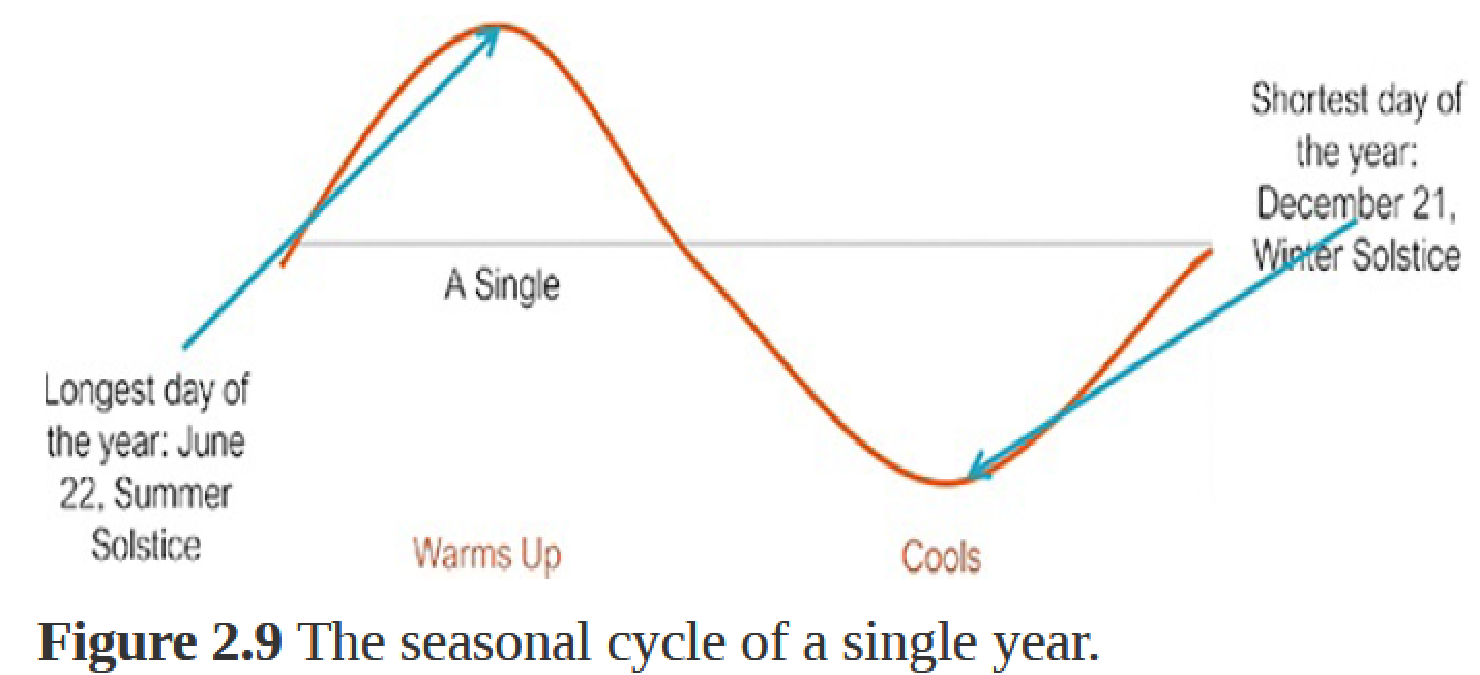 Shortest day of
the year:
December 21,
Winter Solstice
A Single
Longest day of
the year: June
22, Summer
Solstice
Warms Up
Cools
Figure 2.9 The seasonal cycle of a single year.